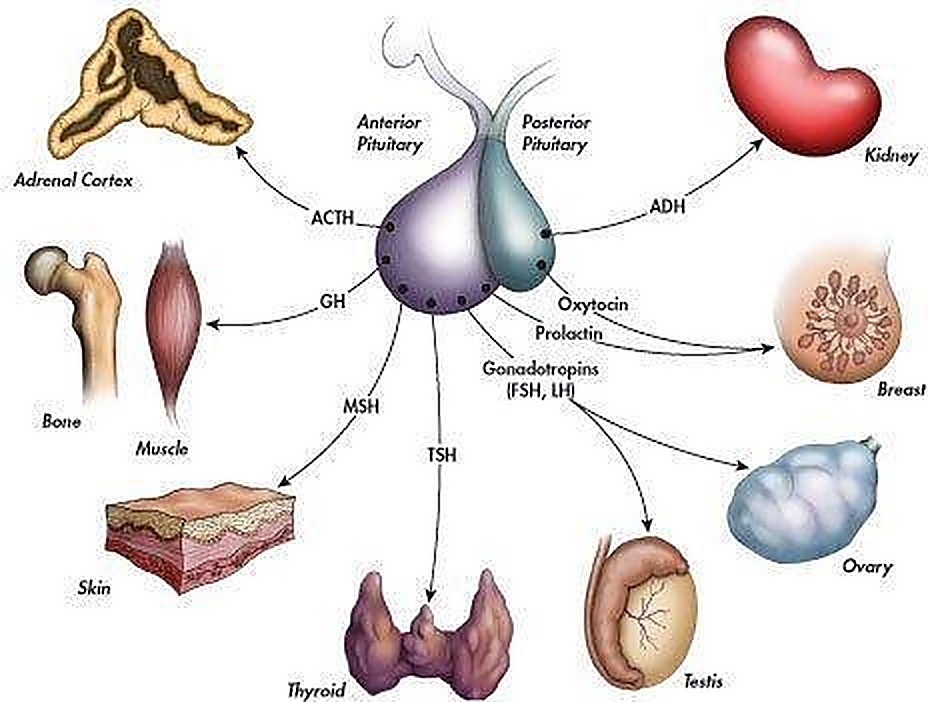 Anterior
Pituitary
Posterior
Pituitary
Adrenal Cortex
Kidney
ACTH
ADH
GH
Oxytocin
Prolactin
Gonadotropins
(FSH, LH)
Breast
Bone
Muscle
MSH
TSH
Skin
Ovary
Thyroid
Testis